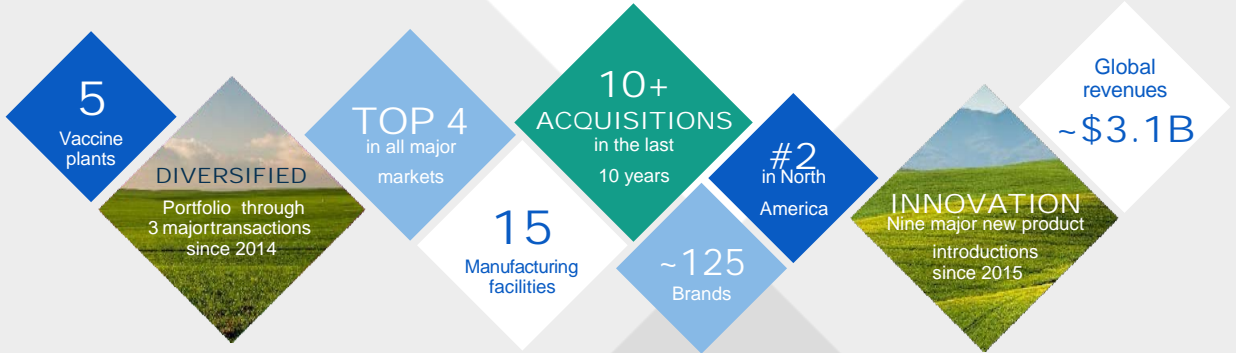 5
Vaccine
plants
DIVERSIFIED
Portfolio through
3 major transactions
since 2014
TOP 4
in all major
markets
15
Manufacturing
facilities
10+
ACQUISITIONS
in the last
10 years
~125
Brands
#2
in North
America
INNOVATION
Nine major new product
introductions
since 2015
Global
revenues
~$3.1B